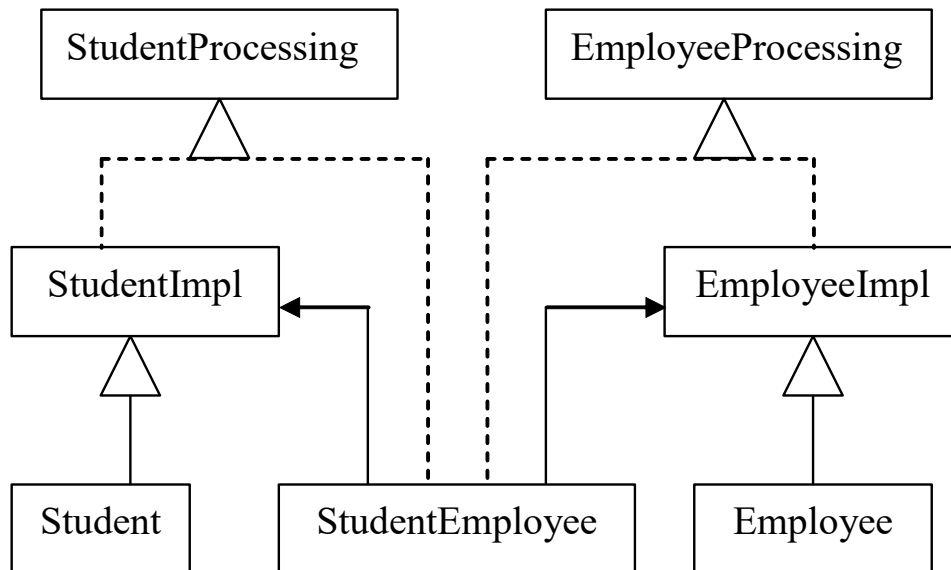 StudentProcessing
EmployeeProcessing
StudentImpl
EmployeeImpl
Student
StudentEmployee
Employee